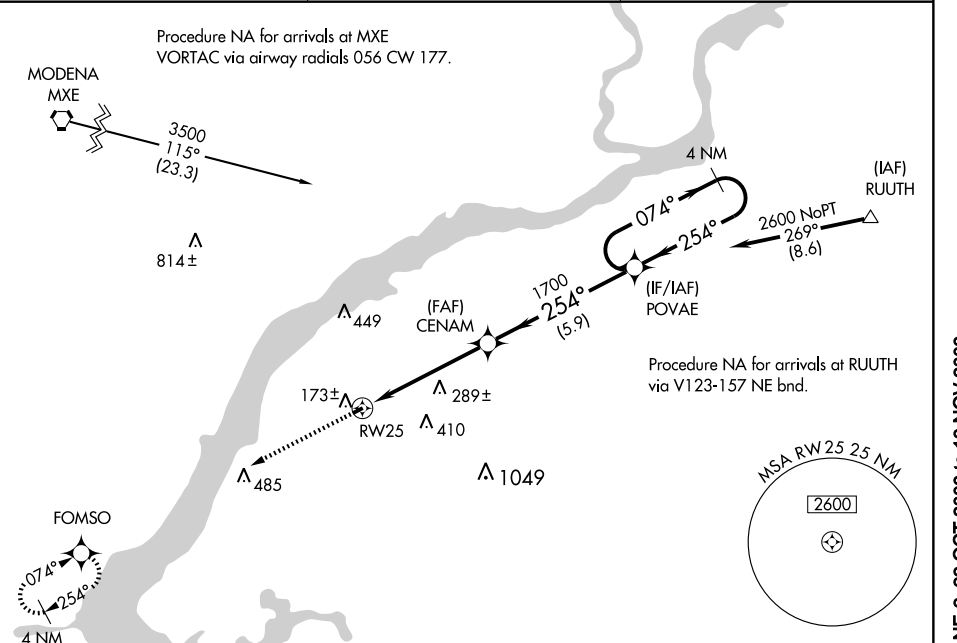 Procedure NA for arrivals at MXE
VORTAC via airway radials 056 CW 177.
MODENA
MXE
3500
115°
(23.3)
814±
4 NM
(IAF)
RUUTH
074°
254°
2600 NoPT
269°
(8.6)
(IF/IAF)
POVAE
1700
254°
(5.9)
(FAF)
CENAM
449
Procedure NA for arrivals at RUUTH
via V123-157 NE bnd.
173±
289±
RW25
410
485
1049
MSA RW25 25 NM
2600
FOMSO
074°
254°
4 NM